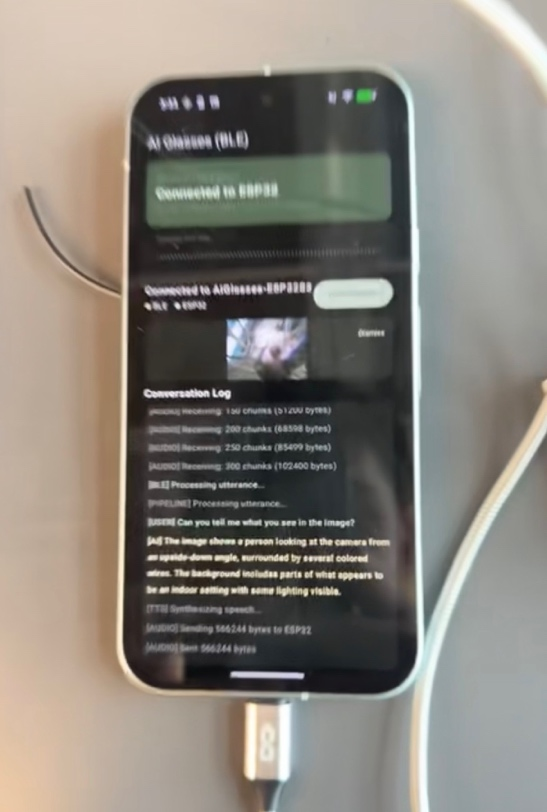 AI Glasses (BLE)
Connected to ESP32
Connected to AIGlasses-ESP32S3
BLE ESP32
Dismiss
Conversation Log
[AUDIO] Receiving: 150 chunks (51200 bytes)
[AUDIO] Receiving: 200 chunks (68598 bytes)
[AUDIO] Receiving: 250 chunks (85499 bytes)
[AUDIO] Receiving: 300 chunks (102400 bytes)
[BLE] Processing utterance...
[PIPELINE] Processing utterance...
[USER] Can you tell me what you see in the image?
[AI] The image shows a person looking at the camera from
an upside-down angle, surrounded by several colored
wires. The background includes parts of what appears to
be an indoor setting with some lighting visible.
[TTS] Synthesizing speech...
[AUDIO] Sending 566244 bytes to ESP32
[AUDIO] Sent 566244 bytes